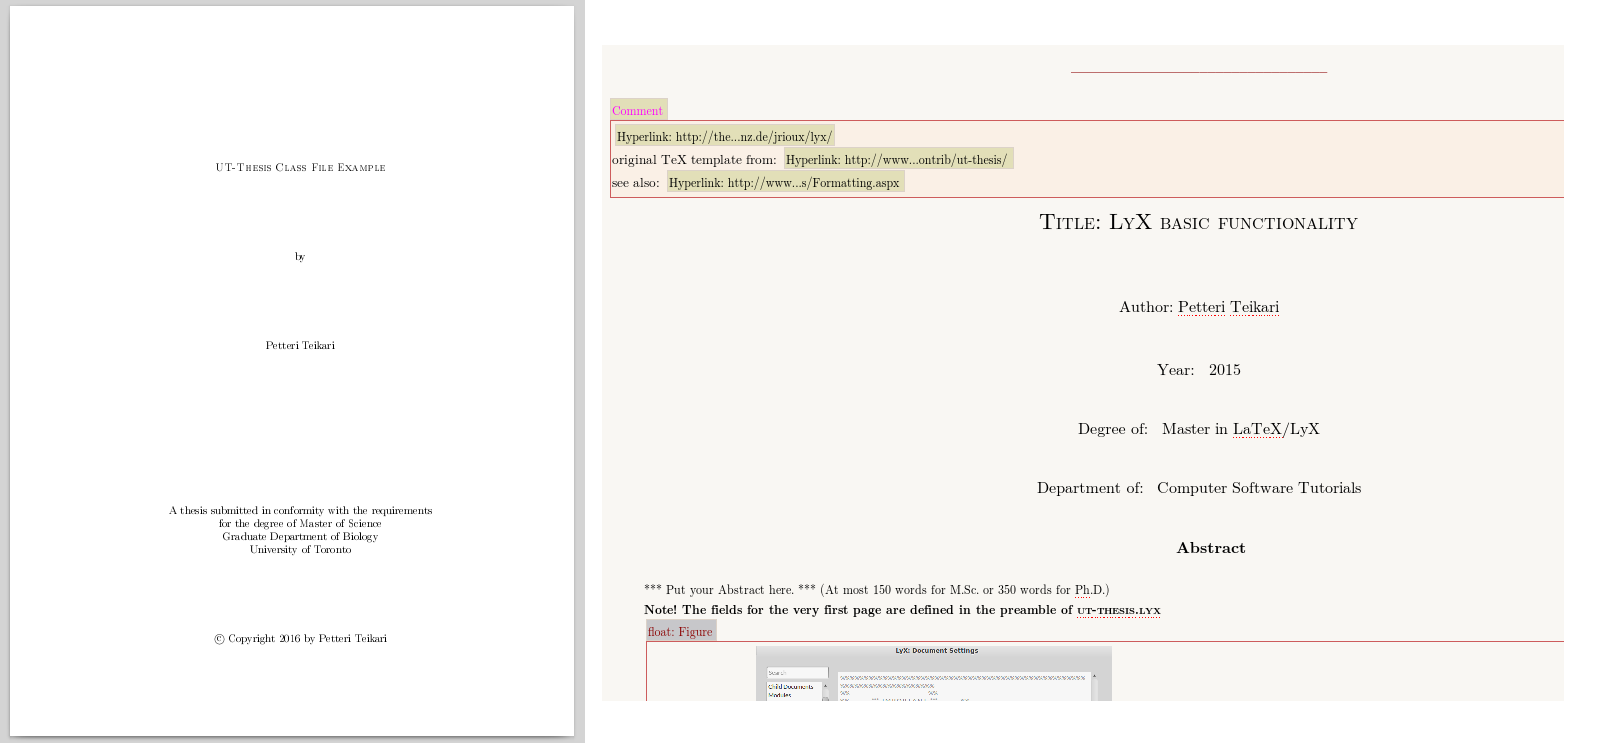 UT-Thesis Class File Example
by
Petteri Teikari
A thesis submitted in conformity with the requirements
for the degree of Master of Science
Graduate Department of Biology
University of Toronto
© Copyright 2016 by Petteri Teikari
Comment
Hyperlink: http://the...nz.de/jrioux/lyx/
original TeX template from: Hyperlink: http://www...ontrib/ut-thesis/
see also: Hyperlink: http://www...s/Formatting.aspx
Title: LyX basic functionality
Author: Petteri Teikari
Year: 2015
Degree of: Master in LaTeX/LyX
Department of: Computer Software Tutorials
Abstract
*** Put your Abstract here. *** (At most 150 words for M.Sc. or 350 words for Ph.D.)
Note! The fields for the very first page are defined in the preamble of ut-thesis.lyx
float: Figure
LyX: Document Settings
Search
Child Documents
Modules